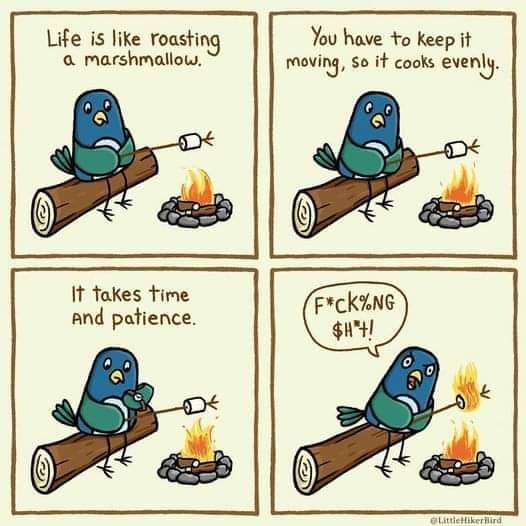 Life is like roasting
a marshmallow.
You have to keep it
moving, so it cooks evenly.
It takes time
And patience.
F*ck%NG
$H*t!
@LittleHikerBird